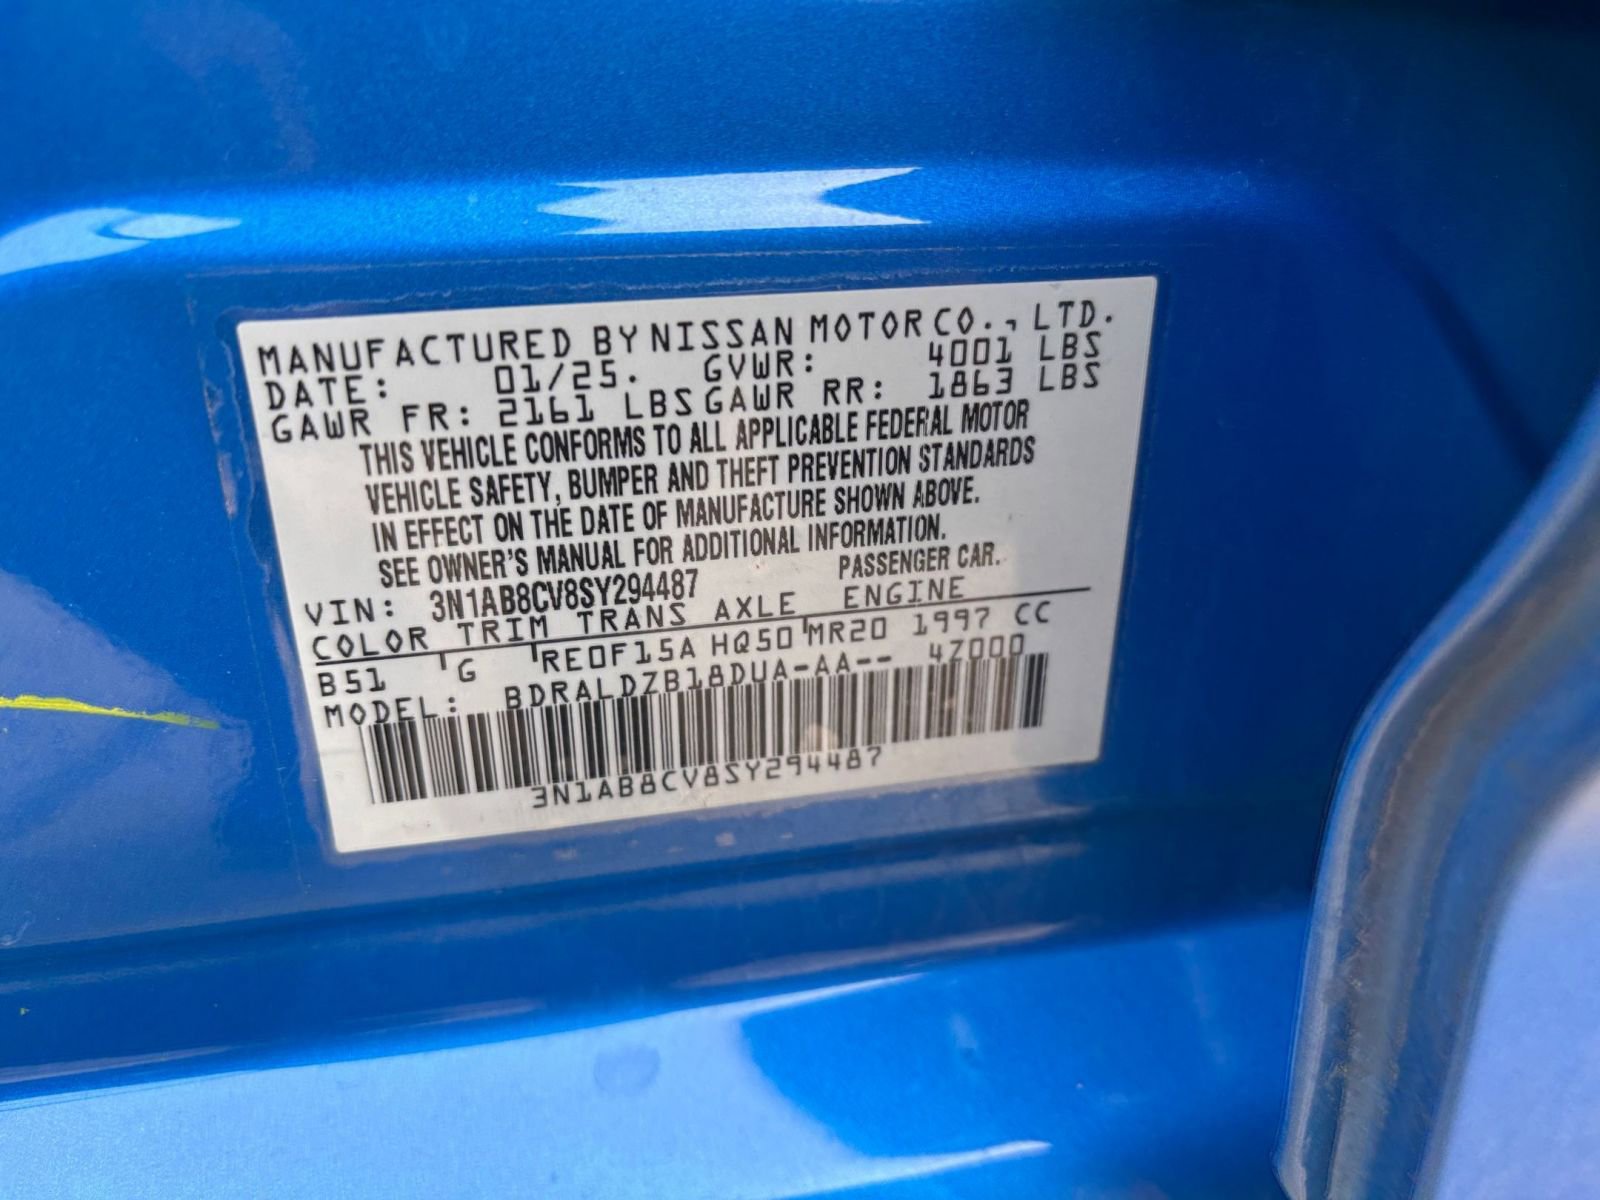 MANUFACTURED BY NISSAN MOTOR CO., LTD.
DATE: 01/25. GVWR: 4001 LBS
GAWR FR: 2161 LBS GAWR RR: 1863 LBS
THIS VEHICLE CONFORMS TO ALL APPLICABLE FEDERAL MOTOR
VEHICLE SAFETY, BUMPER AND THEFT PREVENTION STANDARDS
IN EFFECT ON THE DATE OF MANUFACTURE SHOWN ABOVE.
SEE OWNER'S MANUAL FOR ADDITIONAL INFORMATION.
VIN: 3N1AB8CV8SY294487 PASSENGER CAR.
COLOR TRIM TRANS AXLE ENGINE
B51 G RE0F15A HQ50 MR20 1997 CC
MODEL: BDRALDZB18DUA-AA-- 4Z000
3N1AB8CV8SY294487